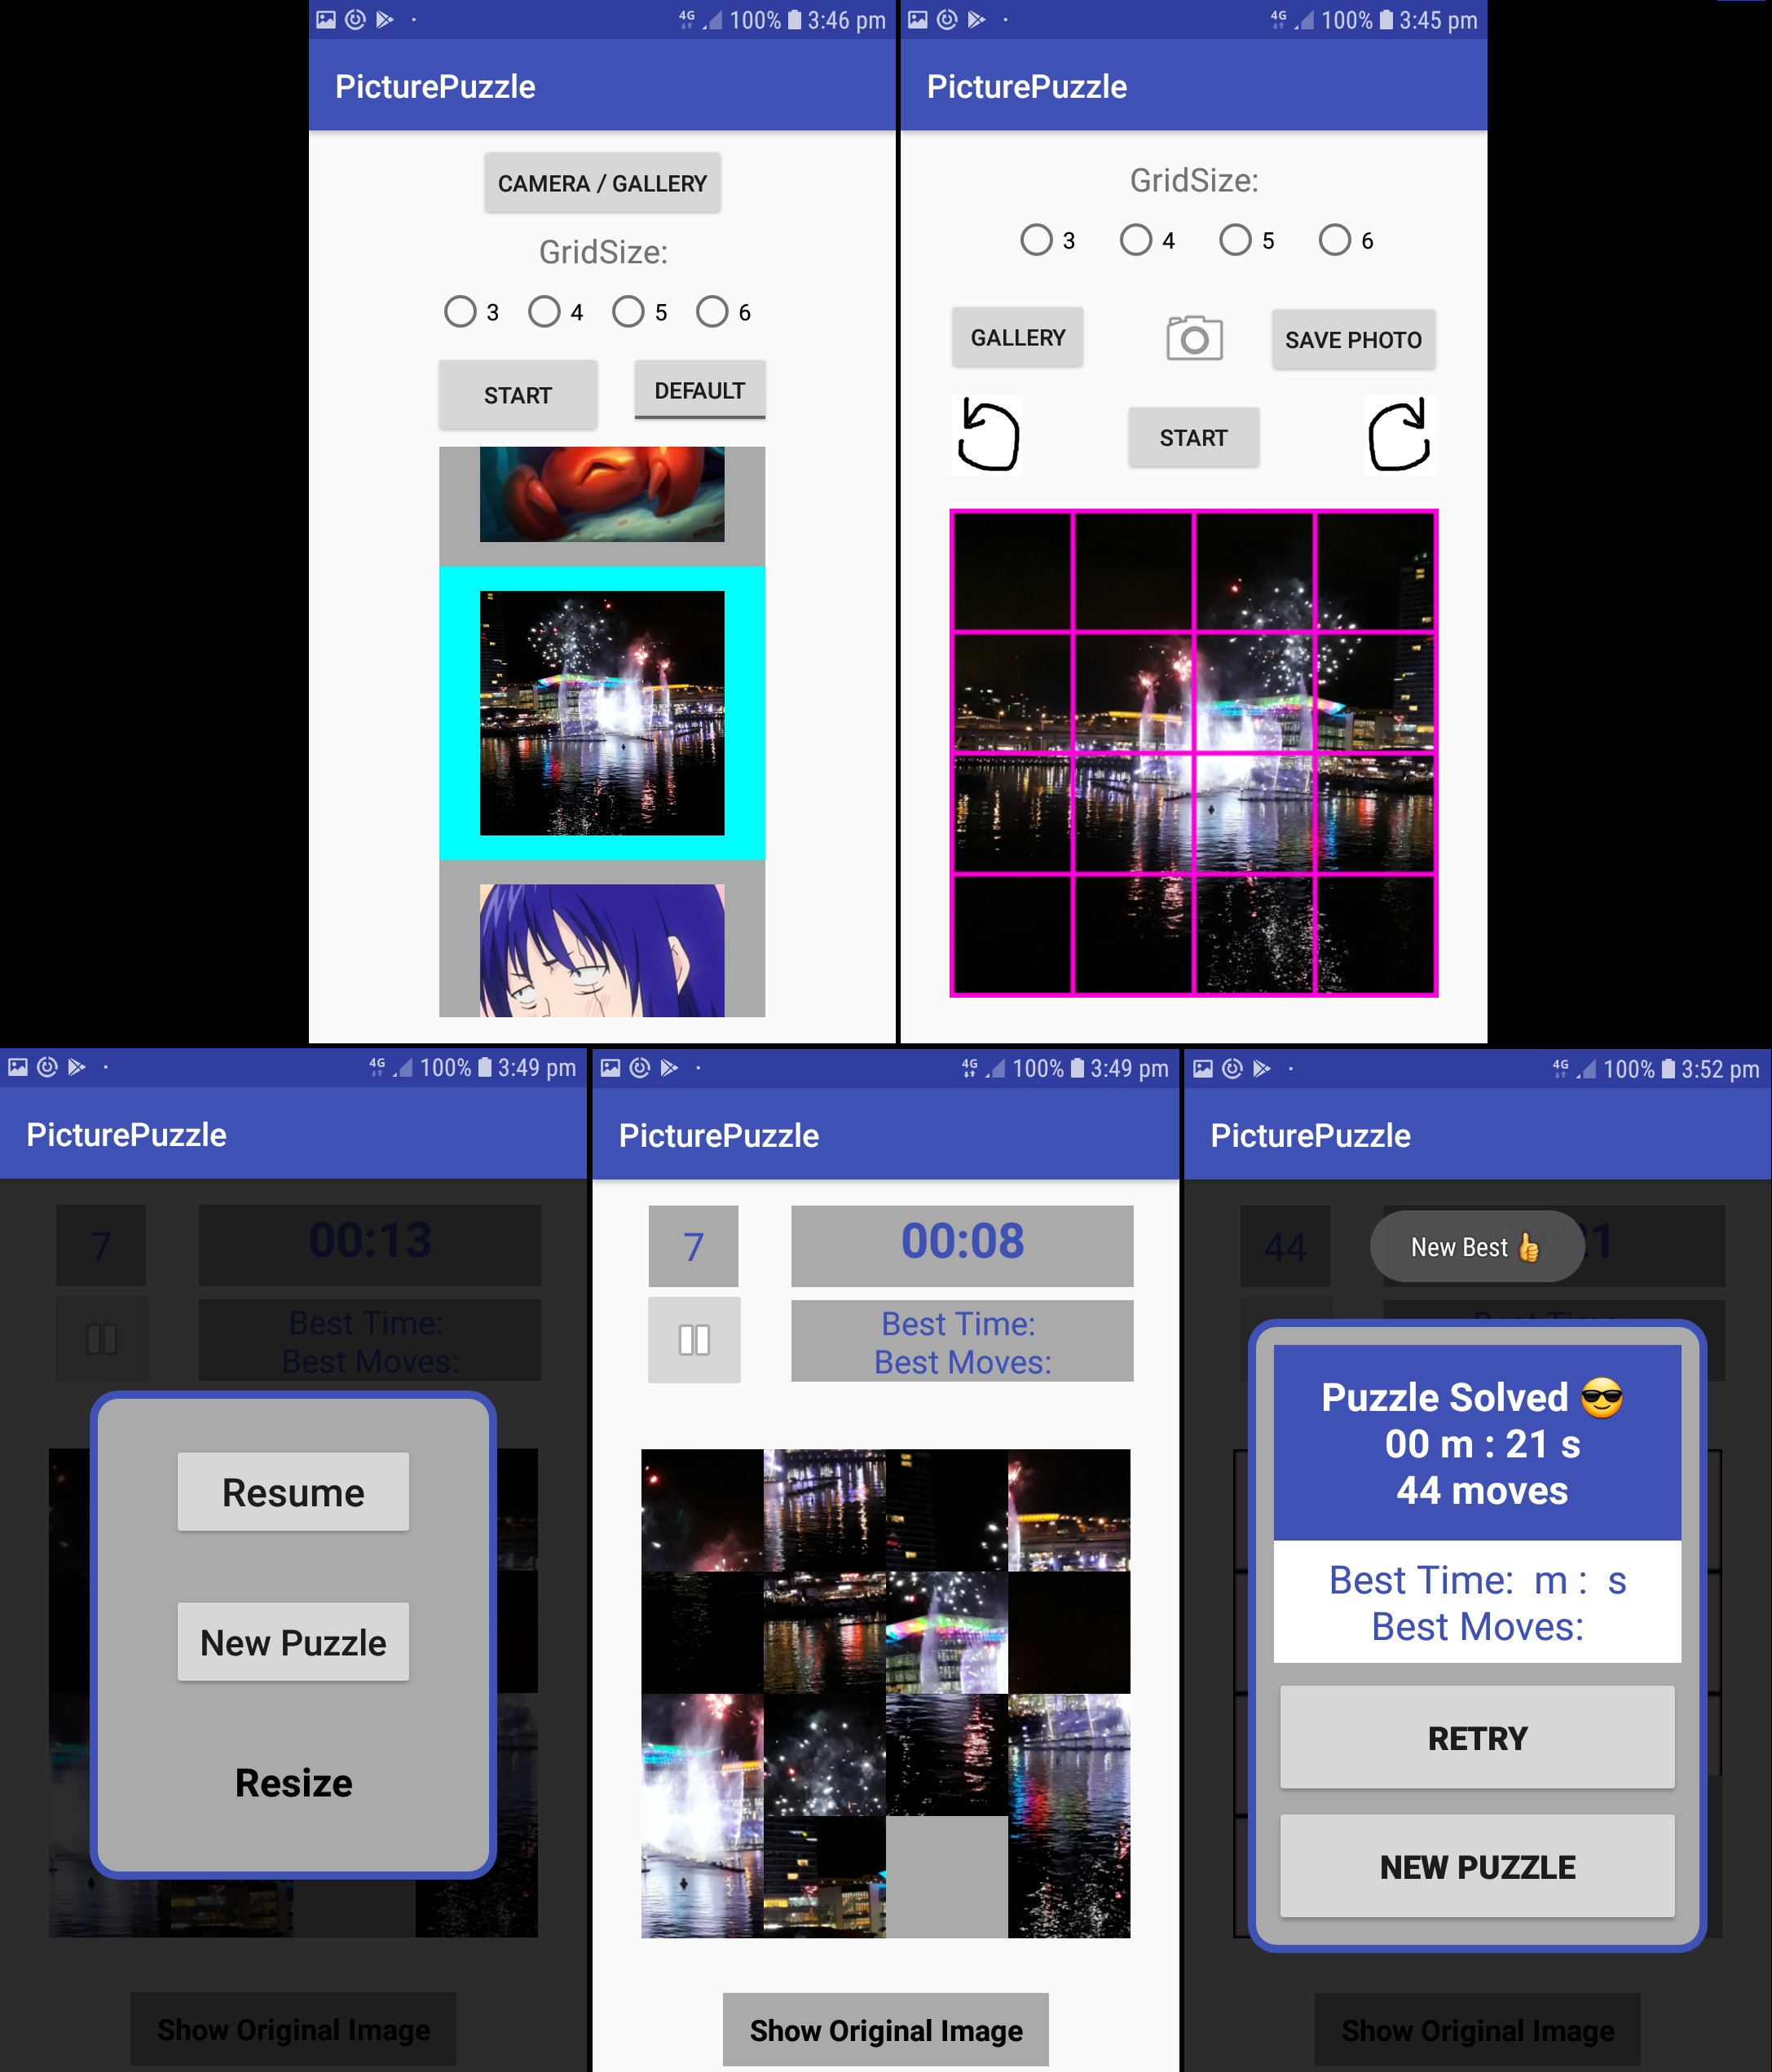 4G 100% 3:46 pm
PicturePuzzle
CAMERA / GALLERY
GridSize:
3 4 5 6
START DEFAULT
4G 100% 3:45 pm
PicturePuzzle
GridSize:
3 4 5 6
GALLERY SAVE PHOTO
START
4G 100% 3:49 pm
PicturePuzzle
7 00:13
Best Time:
Best Moves:
Resume
New Puzzle
Resize
Show Original Image
4G 100% 3:49 pm
PicturePuzzle
7 00:08
Best Time:
Best Moves:
Show Original Image
4G 100% 3:52 pm
PicturePuzzle
44 New Best 👍 21
Best Time:
Puzzle Solved 😎
00 m : 21 s
44 moves
Best Time: m : s
Best Moves:
RETRY
NEW PUZZLE
Show Original Image